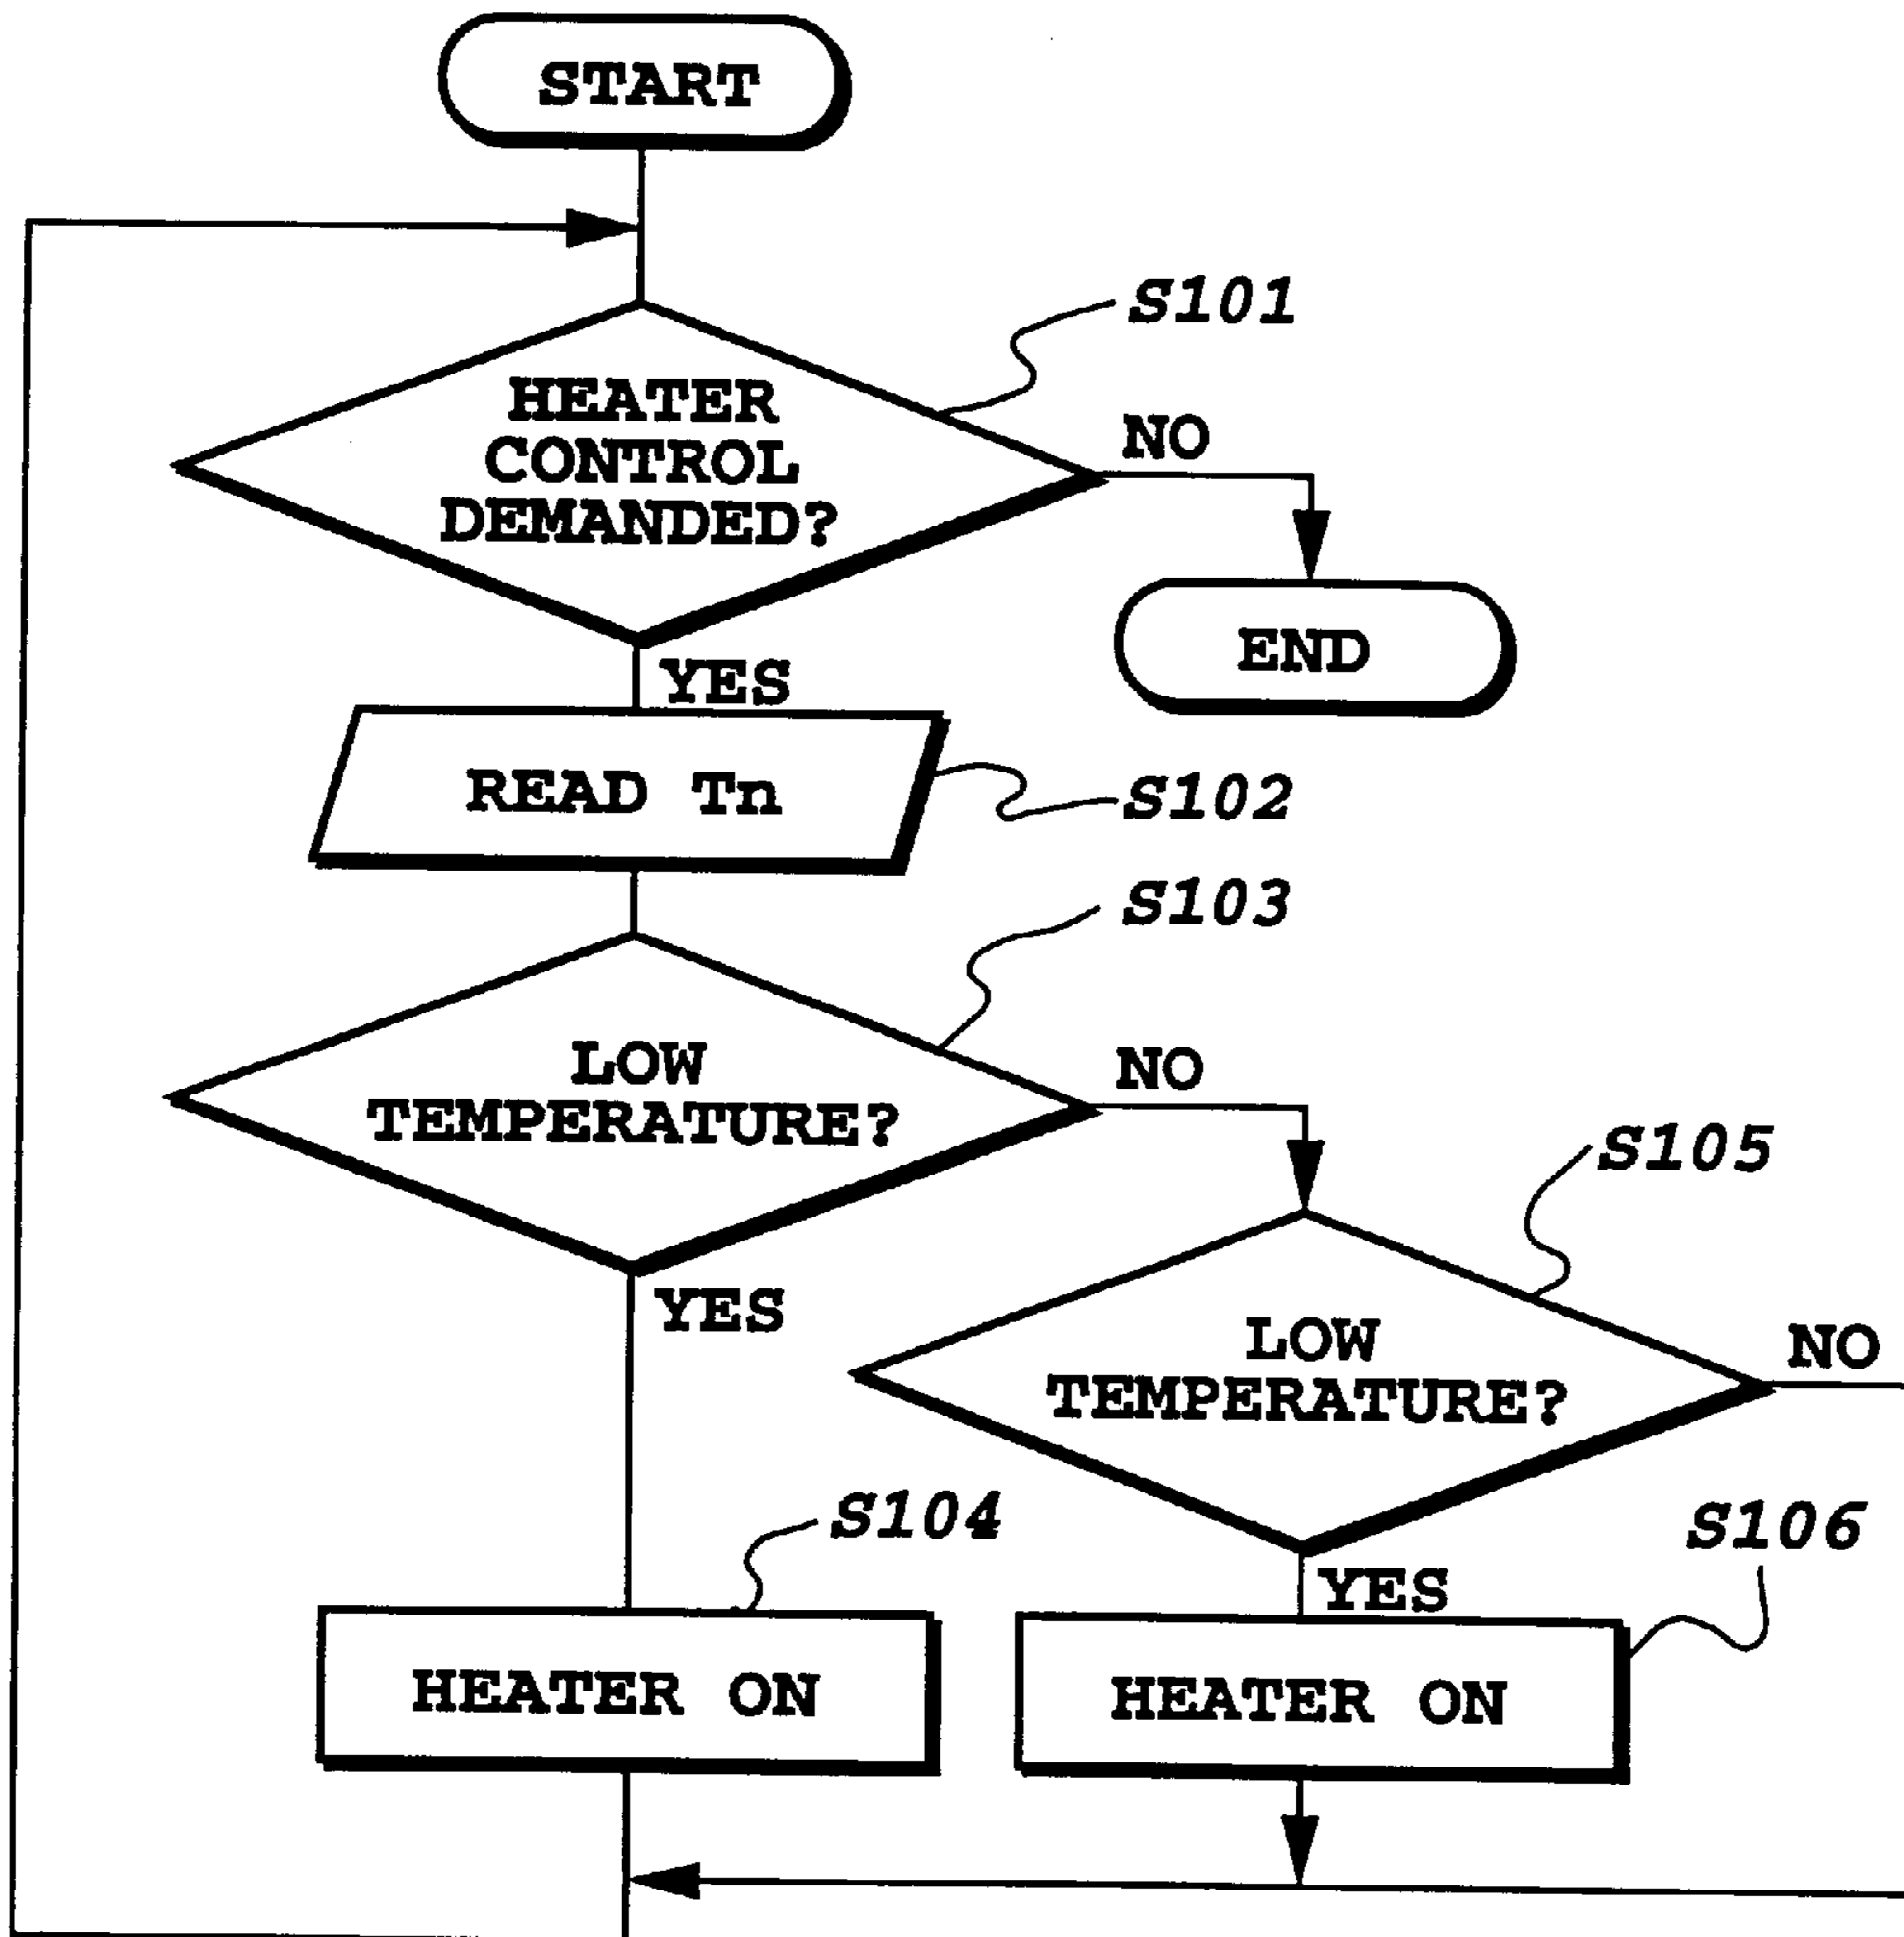 START
S101
HEATER
CONTROL
DEMANDED?
NO
END
YES
READ Tn
S102
S103
LOW
TEMPERATURE?
NO
S105
YES
LOW
TEMPERATURE?
NO
S104
S106
YES
HEATER ON
HEATER ON